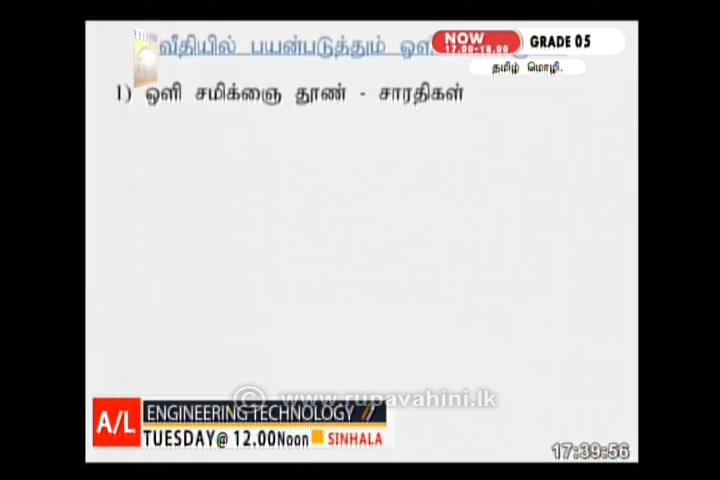 வீதியில் பயன்படுத்தும் ஒளி
NOW
17.00-18.00
GRADE 05
தமிழ் மொழி.
1) ஒளி சமிக்ஞை தூண் - சாரதிகள்
© www.rupavahini.lk
A/L
ENGINEERING TECHNOLOGY
TUESDAY@ 12.00Noon
SINHALA
17:39:56